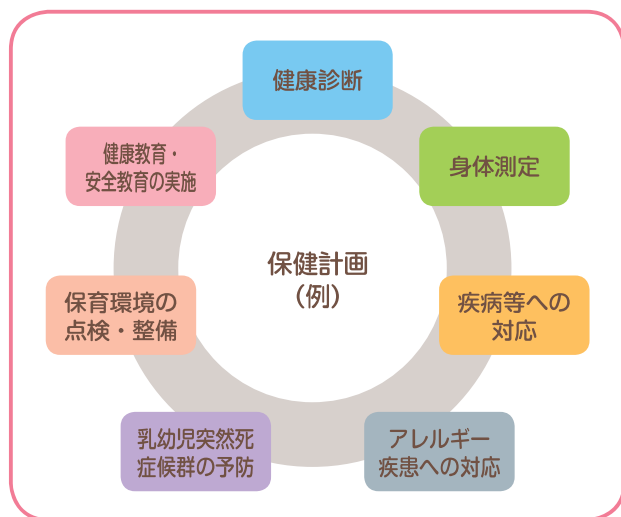 健康診断
身体測定
疾病等への
対応
アレルギー
疾患への対応
乳幼児突然死
症候群の予防
保育環境の
点検・整備
健康教育・
安全教育の実施
保健計画
（例）